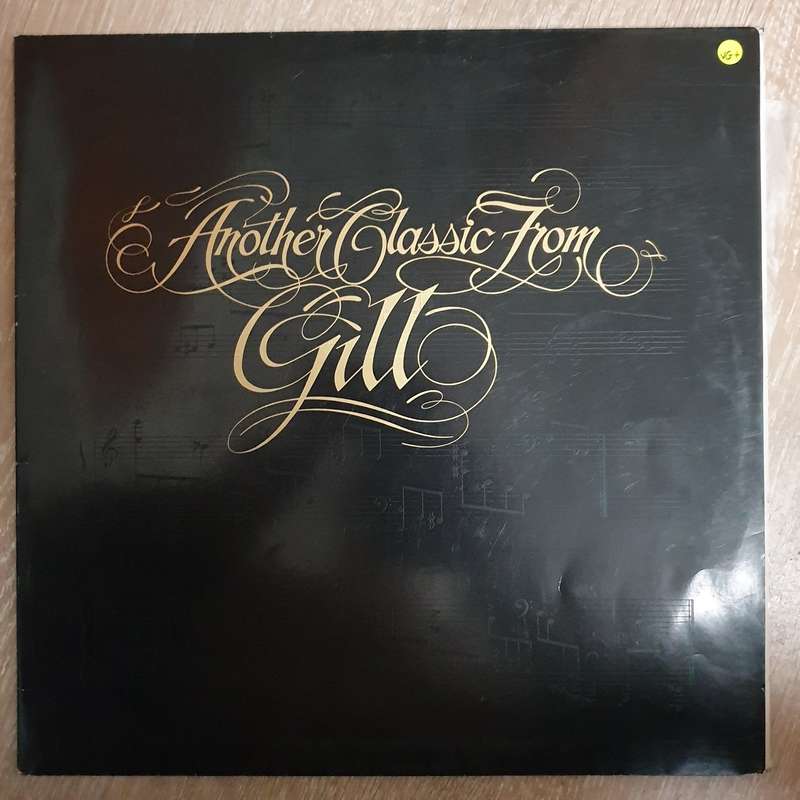 VG+
Another Classic From
Gill